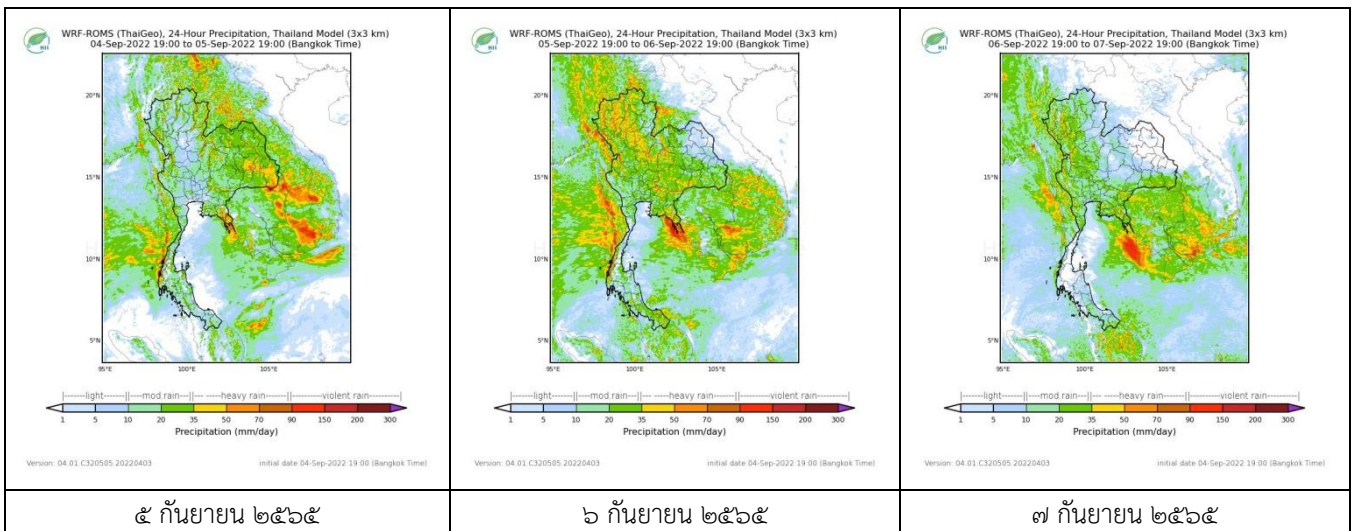 WRF-ROMS (ThaiGeo), 24-Hour Precipitation, Thailand Model (3x3 km)
04-Sep-2022 19:00 to 05-Sep-2022 19:00 (Bangkok Time)
20°N
15°N
10°N
5°N
95°E 100°E 105°E
|-------light------||---mod rain---||--- ---heavy rain-------||------violent rain------|
1 5 10 20 35 50 70 90 150 200 300
Precipitation (mm/day)
Version: 04.01.C320505.20220403 initial date 04-Sep-2022 19:00 (Bangkok Time)
๕ กันยายน ๒๕๖๕
WRF-ROMS (ThaiGeo), 24-Hour Precipitation, Thailand Model (3x3 km)
05-Sep-2022 19:00 to 06-Sep-2022 19:00 (Bangkok Time)
20°N
15°N
10°N
5°N
95°E 100°E 105°E
|-------light------||---mod rain---||--- ---heavy rain-------||------violent rain------|
1 5 10 20 35 50 70 90 150 200 300
Precipitation (mm/day)
Version: 04.01.C320505.20220403 initial date 04-Sep-2022 19:00 (Bangkok Time)
๖ กันยายน ๒๕๖๕
WRF-ROMS (ThaiGeo), 24-Hour Precipitation, Thailand Model (3x3 km)
06-Sep-2022 19:00 to 07-Sep-2022 19:00 (Bangkok Time)
20°N
15°N
10°N
5°N
95°E 100°E 105°E
|-------light------||---mod rain---||--- ---heavy rain-------||------violent rain------|
1 5 10 20 35 50 70 90 150 200 300
Precipitation (mm/day)
Version: 04.01.C320505.20220403 initial date 04-Sep-2022 19:00 (Bangkok Time)
๗ กันยายน ๒๕๖๕